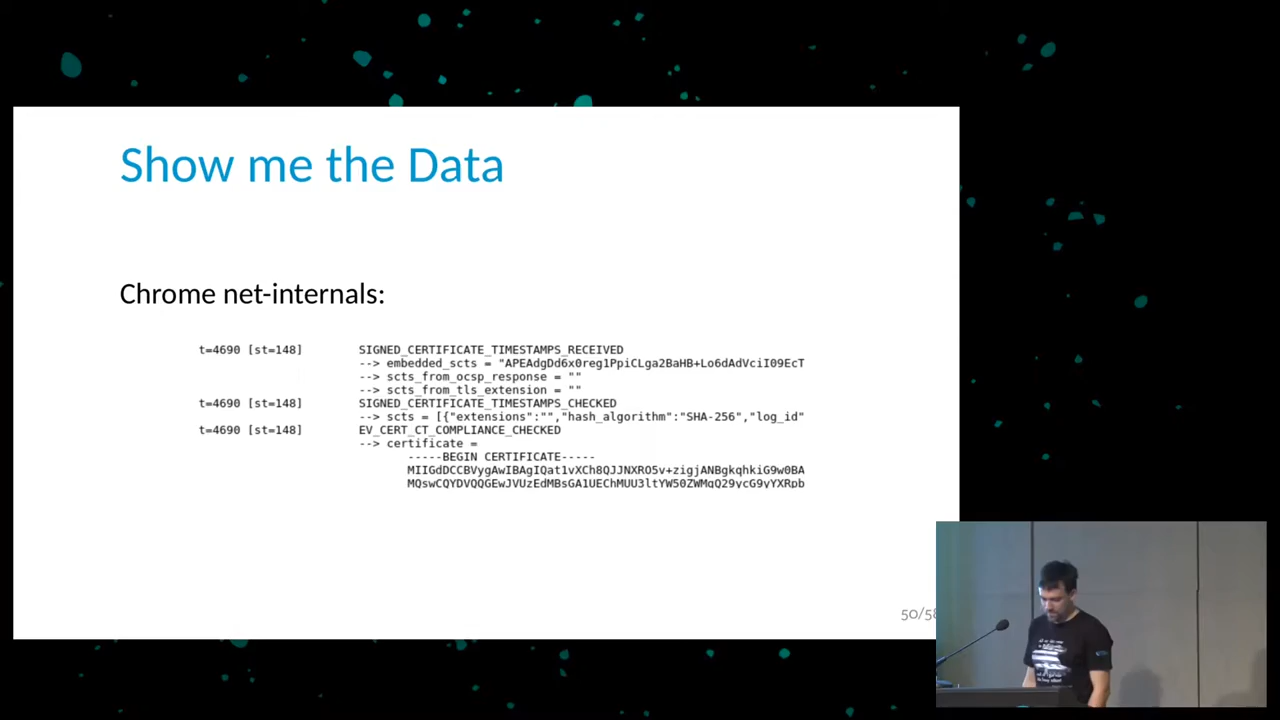 Show me the Data
Chrome net-internals:
t=4690 [st=148] SIGNED_CERTIFICATE_TIMESTAMPS_RECEIVED
--> embedded_scts = "APEAdgDd6x0reg1PpiCLga2BaHB+Lo6dAdVciI09EcT
--> scts_from_ocsp_response = ""
--> scts_from_tls_extension = ""
t=4690 [st=148] SIGNED_CERTIFICATE_TIMESTAMPS_CHECKED
--> scts = [{"extensions":"","hash_algorithm":"SHA-256","log_id"
t=4690 [st=148] EV_CERT_CT_COMPLIANCE_CHECKED
--> certificate =
-----BEGIN CERTIFICATE-----
MIIGdDCCBVygAwIBAgIQat1vXCh8QJJNXRO5v+zigjANBgkqhkiG9w0BA
MQswCQYDVQQGEwJVUzEdMBsGA1UEChMUU3ltYW50ZWMgQ29ycG9yYXRpb
50/58